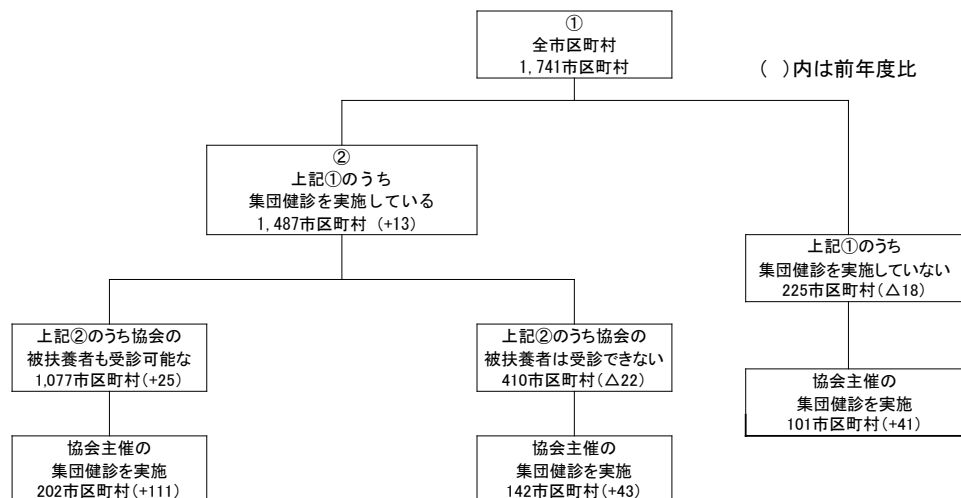 ①
全市区町村
1,741市区町村
( )内は前年度比
②
上記①のうち
集団健診を実施している
1,487市区町村 (+13)
上記①のうち
集団健診を実施していない
225市区町村(△18)
上記②のうち協会の
被扶養者も受診可能な
1,077市区町村(+25)
上記②のうち協会の
被扶養者は受診できない
410市区町村(△22)
協会主催の
集団健診を実施
101市区町村(+41)
協会主催の
集団健診を実施
202市区町村(+111)
協会主催の
集団健診を実施
142市区町村(+43)